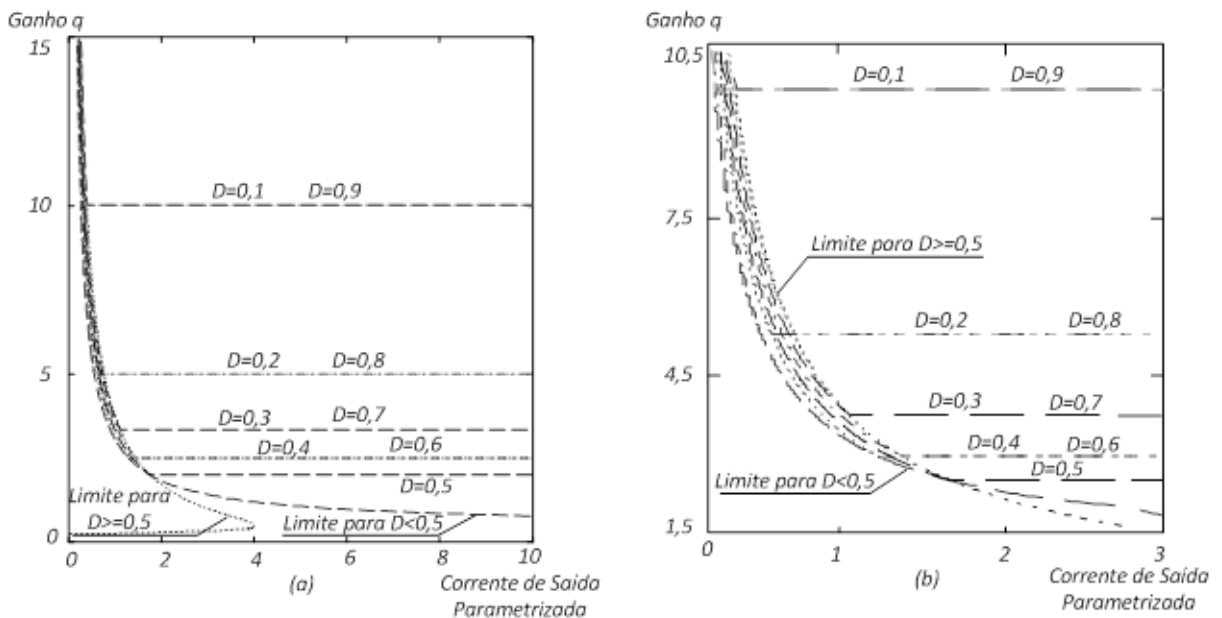 Ganho q
15
10
5
0
D=0,1 D=0,9
D=0,2 D=0,8
D=0,3 D=0,7
D=0,4 D=0,6
D=0,5
Limite para
D>=0,5
Limite para D<0,5
0 2 4 6 8 10
(a)
Corrente de Saída
Parametrizada
Ganho q
10,5
7,5
4,5
1,5
D=0,1 D=0,9
Limite para D>=0,5
D=0,2 D=0,8
D=0,3 D=0,7
D=0,4 D=0,6
D=0,5
Limite para D<0,5
0 1 2 3
(b)
Corrente de Saída
Parametrizada